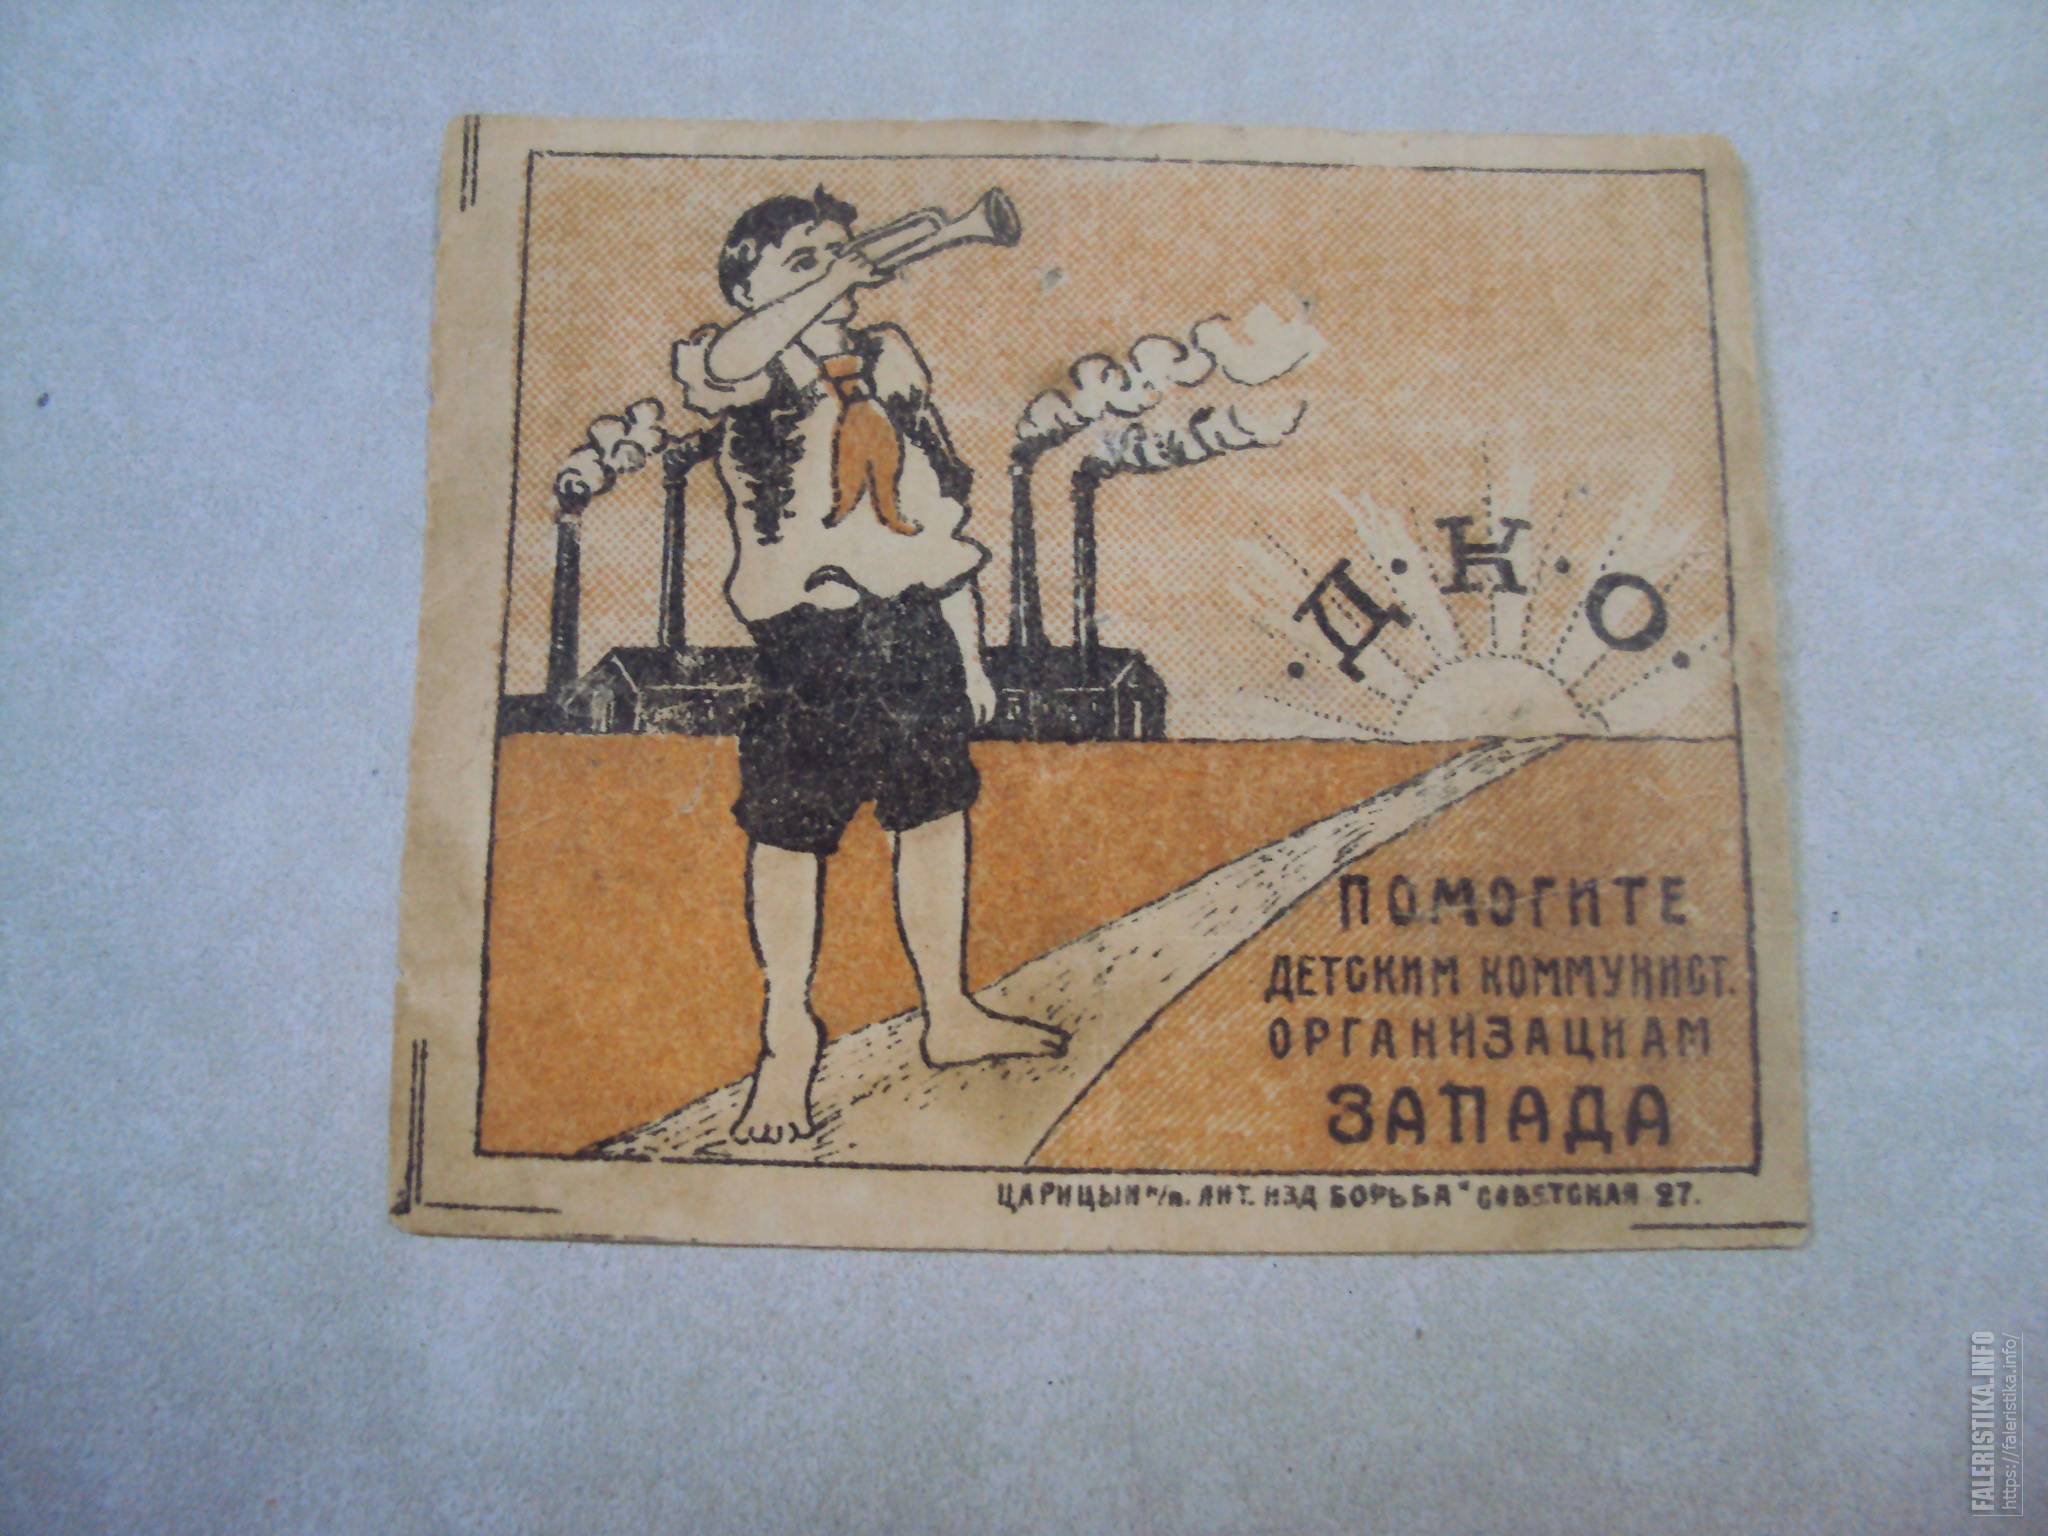 .Д.К.О.
ПОМОГИТЕ
ДЕТСКИМ КОММУНИСТ.
ОРГАНИЗАЦИАМ
ЗАПАДА
ЦАРИЦЫН н/В. ЛИТ. ИЗД БОРЬБА" СОВЕТСКАЯ 27.
FALERISTIKA.INFO
https://faleristika.info/